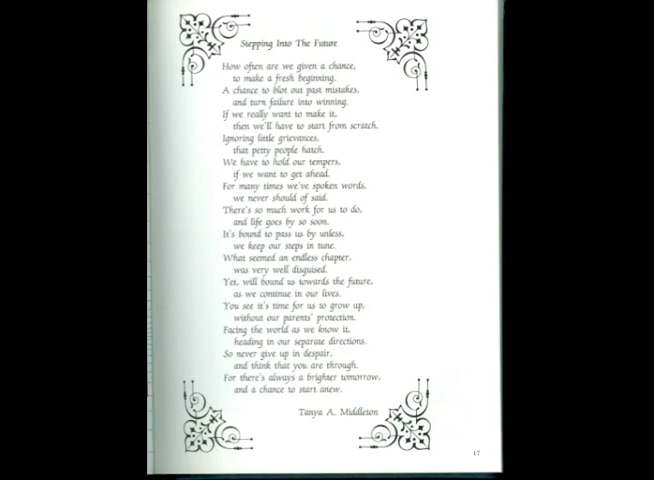 Stepping Into The Future
How often are we given a chance,
to make a fresh beginning.
A chance to blot out past mistakes,
and turn failure into winning.
If we really want to make it,
then we'll have to start from scratch.
Ignoring little grievances,
that petty people hatch.
We have to hold our tempers,
if we want to get ahead.
For many times we've spoken words,
we never should of said.
There's so much work for us to do,
and life goes by so soon.
It's bound to pass us by unless,
we keep our steps in tune.
What seemed an endless chapter,
was very well disguised.
Yet, will bound us towards the future,
as we continue in our lives.
You see it's time for us to grow up,
without our parents' protection.
Facing the world as we know it,
heading in our separate directions.
So never give up in despair,
and think that you are through.
For there's always a brighter tomorrow,
and a chance to start anew.
Tanya A. Middleton
17